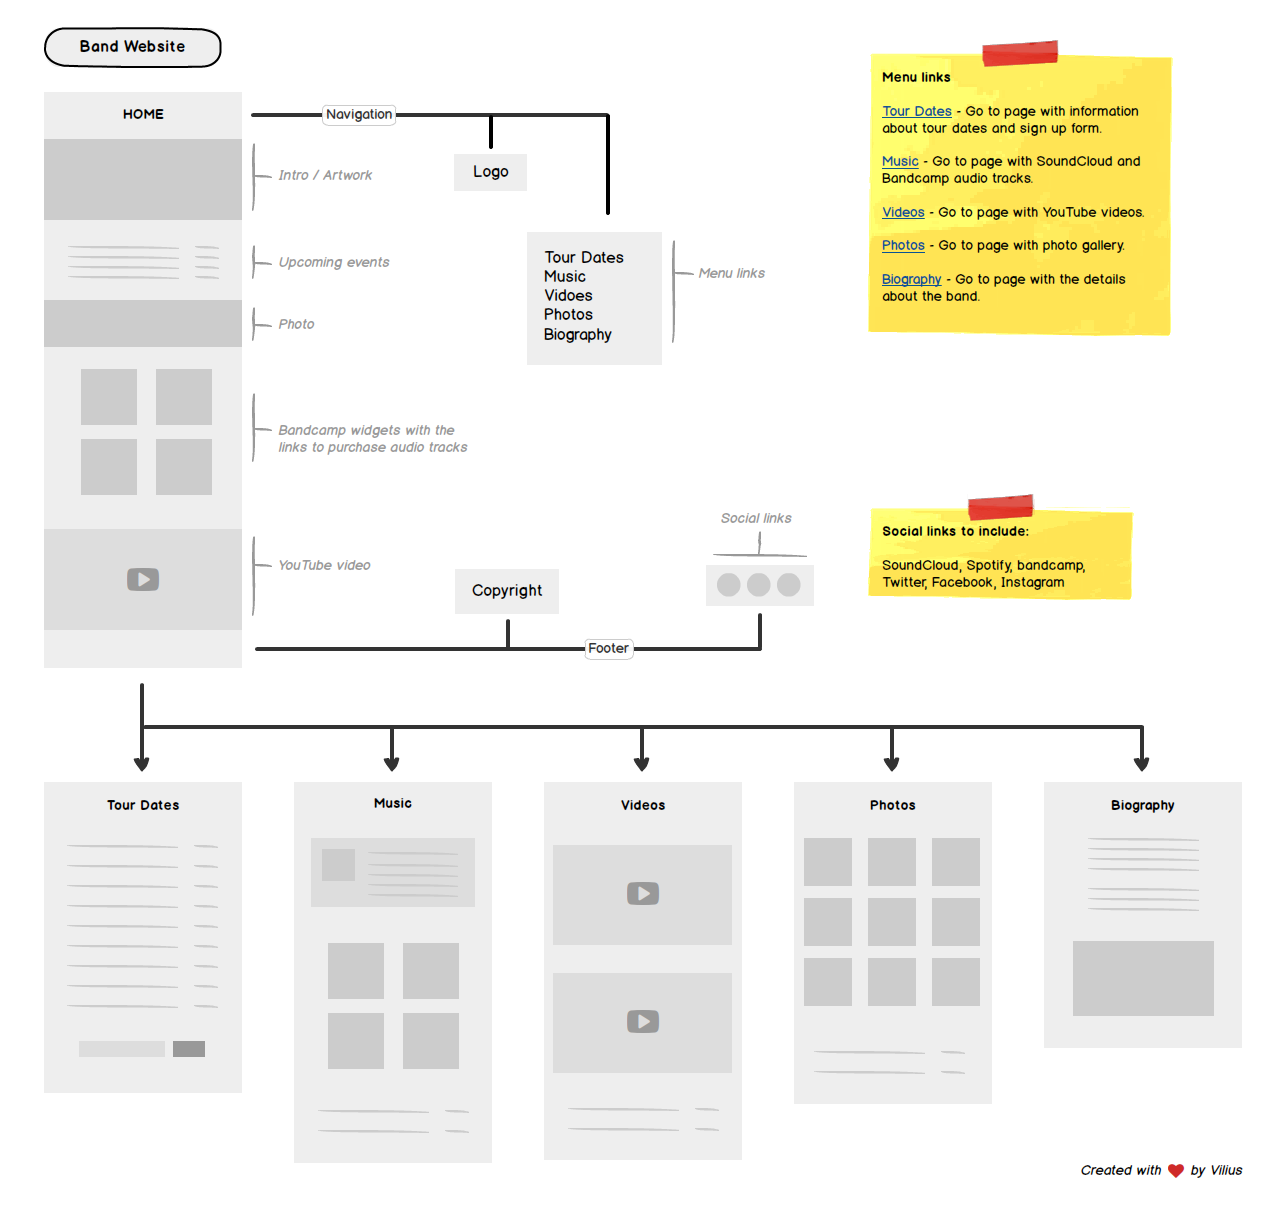 Band Website
HOME
Navigation
Logo
Intro / Artwork
Upcoming events
Photo
Tour Dates
Music
Vidoes
Photos
Biography
Menu links
Bandcamp widgets with the
links to purchase audio tracks
YouTube video
Copyright
Social links
Footer
Menu links
Tour Dates - Go to page with information
about tour dates and sign up form.
Music - Go to page with SoundCloud and
Bandcamp audio tracks.
Videos - Go to page with YouTube videos.
Photos - Go to page with photo gallery.
Biography - Go to page with the details
about the band.
Social links to include:
SoundCloud, Spotify, bandcamp,
Twitter, Facebook, Instagram
Tour Dates
Music
Videos
Photos
Biography
Created with ❤ by Vilius